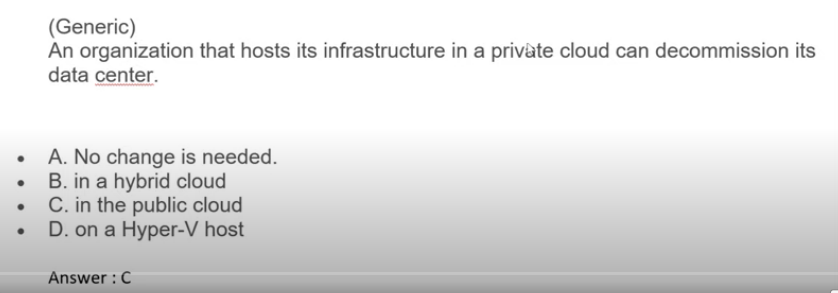 (Generic)
An organization that hosts its infrastructure in a private cloud can decommission its
data center.
• A. No change is needed.
• B. in a hybrid cloud
• C. in the public cloud
• D. on a Hyper-V host
Answer : C